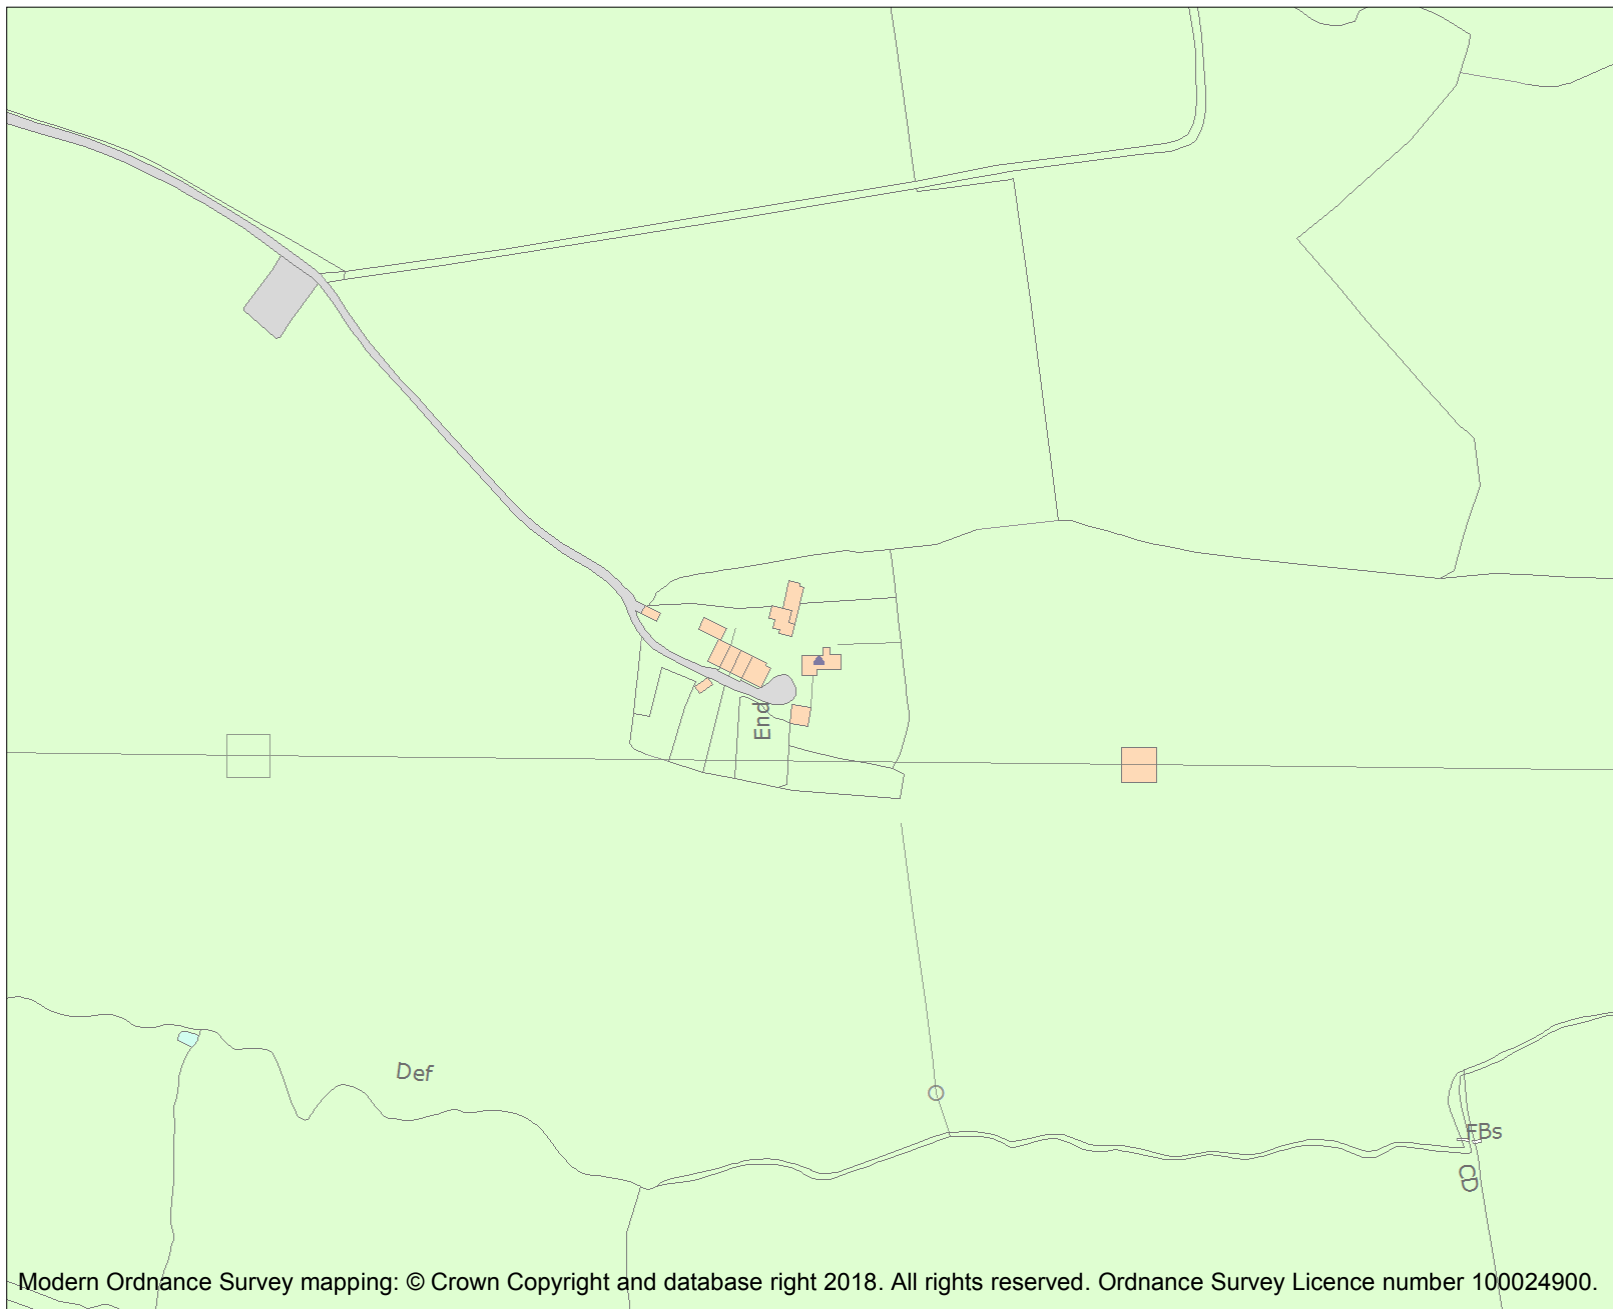 End
Def
FBs
CD
Modern Ordnance Survey mapping: © Crown Copyright and database right 2018. All rights reserved. Ordnance Survey Licence number 100024900.